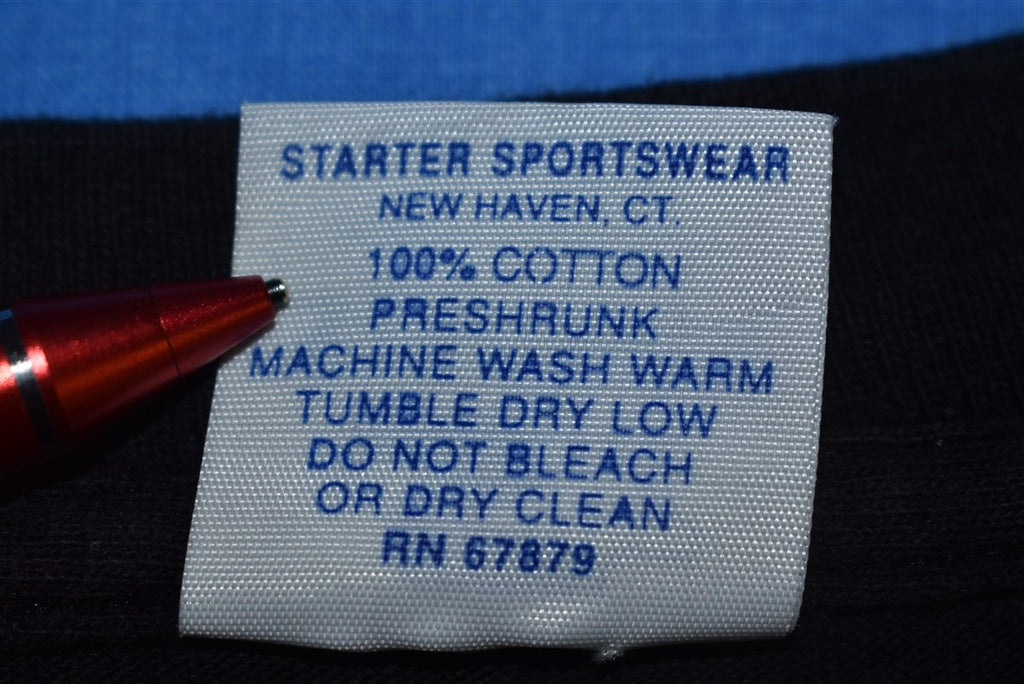 STARTER SPORTSWEAR
NEW HAVEN, CT.
100% COTTON
PRESHRUNK
MACHINE WASH WARM
TUMBLE DRY LOW
DO NOT BLEACH
OR DRY CLEAN
RN 67879